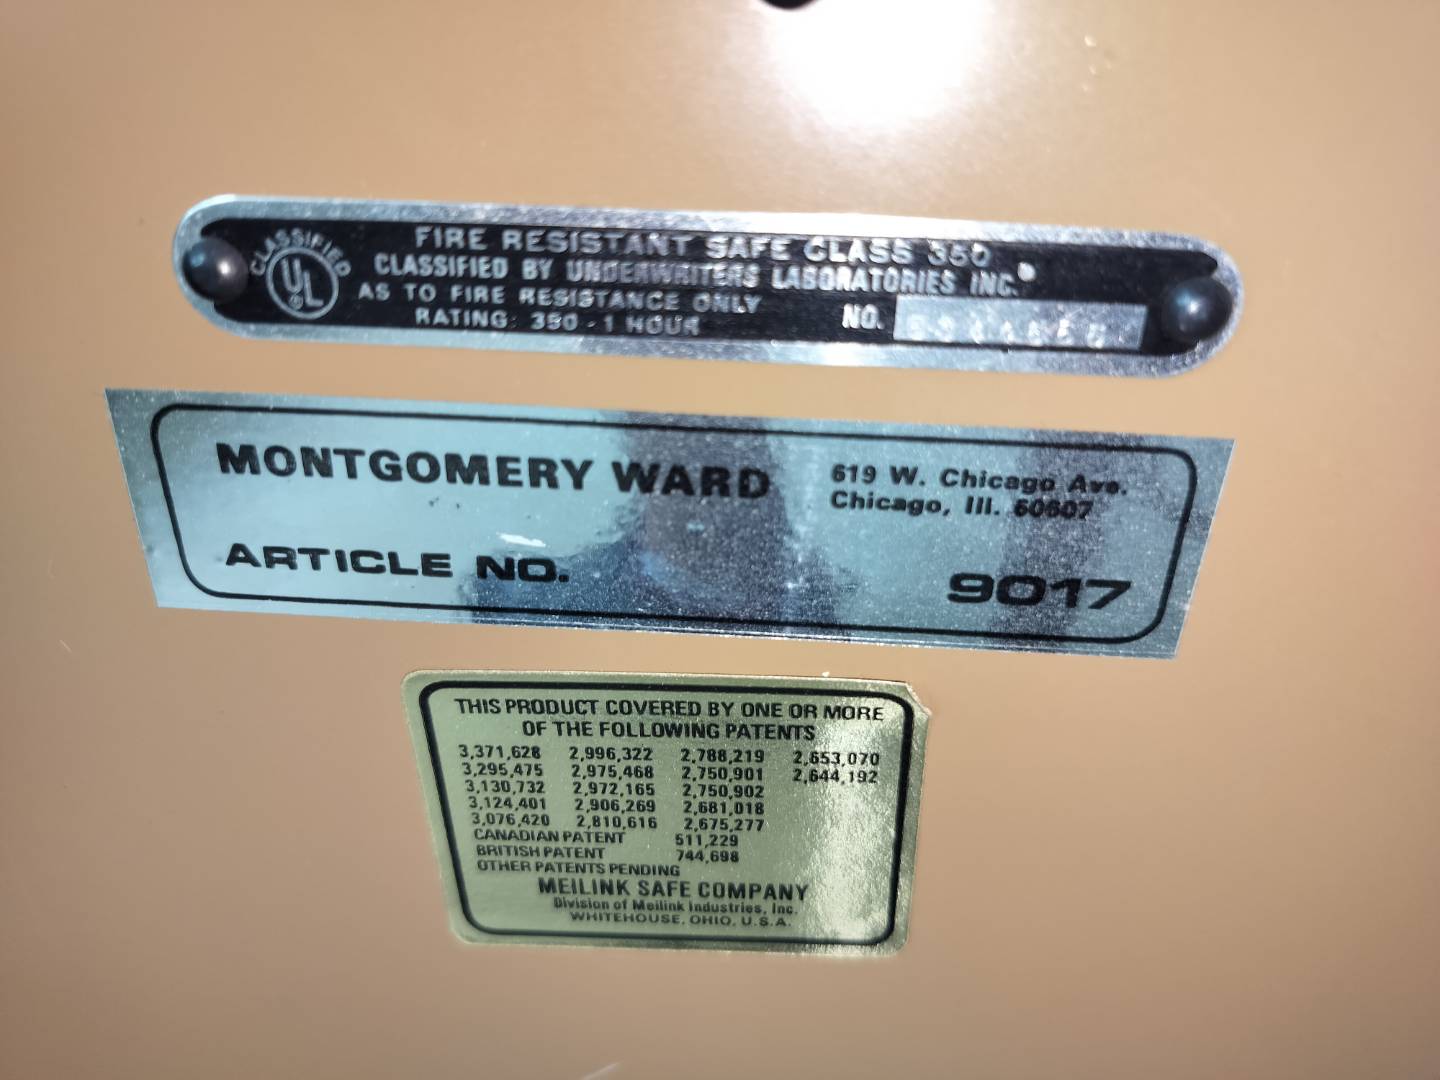 CLASSIFIED
UL
FIRE RESISTANT SAFE CLASS 350
CLASSIFIED BY UNDERWRITERS LABORATORIES INC.®
AS TO FIRE RESISTANCE ONLY
RATING: 350 - 1 HOUR
NO.
MONTGOMERY WARD
619 W. Chicago Ave.
Chicago, Ill. 60607
ARTICLE NO. 9017
THIS PRODUCT COVERED BY ONE OR MORE
OF THE FOLLOWING PATENTS
3,371,628 2,996,322 2,788,219 2,653,070
3,295,475 2,975,468 2,750,901 2,644,192
3,130,732 2,972,165 2,750,902
3,124,401 2,906,269 2,681,018
3,076,420 2,810,616 2,675,277
CANADIAN PATENT 511,229
BRITISH PATENT 744,698
OTHER PATENTS PENDING
MEILINK SAFE COMPANY
Division of Meilink Industries, Inc.
WHITEHOUSE, OHIO, U.S.A.